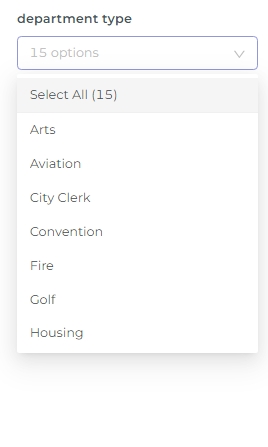 department type
15 options
Select All (15)
Arts
Aviation
City Clerk
Convention
Fire
Golf
Housing